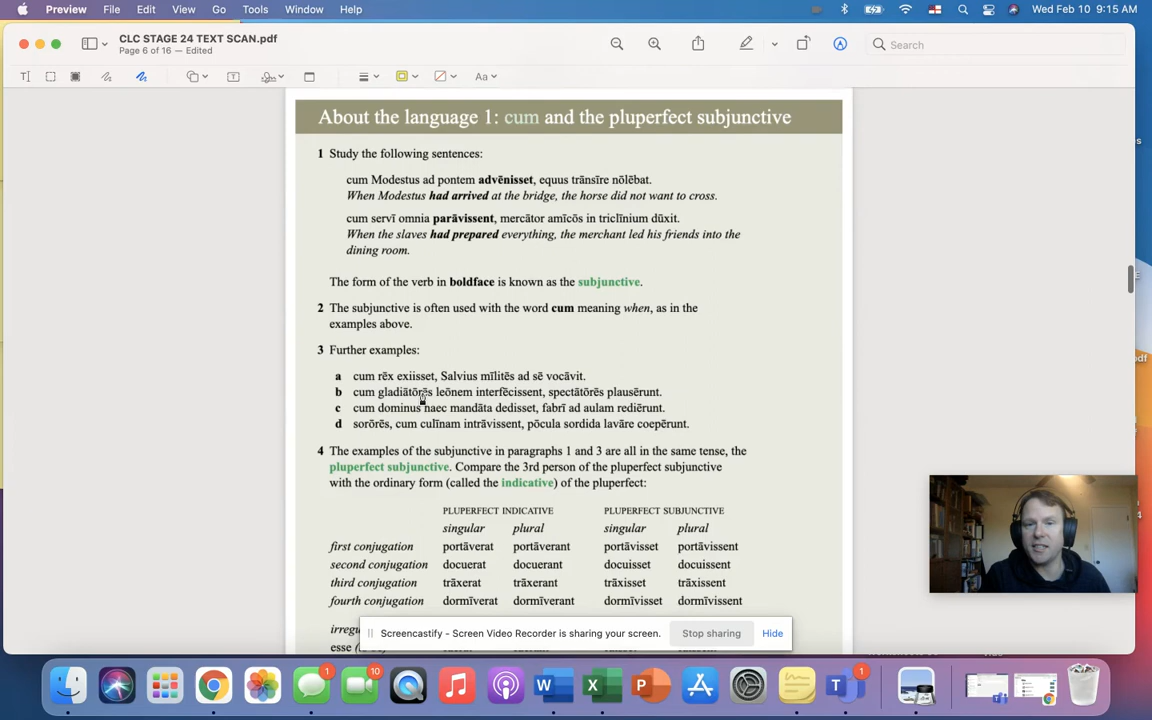 Preview File Edit View Go Tools Window Help Wed Feb 10 9:15 AM
CLC STAGE 24 TEXT SCAN.pdf
Page 6 of 16 — Edited
Search
Aa
About the language 1: cum and the pluperfect subjunctive
1 Study the following sentences:
cum Modestus ad pontem advēnisset, equus trānsīre nōlēbat.
When Modestus had arrived at the bridge, the horse did not want to cross.
cum servī omnia parāvissent, mercātor amīcōs in triclīnium dūxit.
When the slaves had prepared everything, the merchant led his friends into the
dining room.
The form of the verb in boldface is known as the subjunctive.
2 The subjunctive is often used with the word cum meaning when, as in the
examples above.
3 Further examples:
a cum rēx exiisset, Salvius mīlitēs ad sē vocāvit.
b cum gladiātōrēs leōnem interfēcissent, spectātōrēs plausērunt.
c cum dominus haec mandāta dedisset, fabrī ad aulam rediērunt.
d sorōrēs, cum culīnam intrāvissent, pōcula sordida lavāre coepērunt.
4 The examples of the subjunctive in paragraphs 1 and 3 are all in the same tense, the
pluperfect subjunctive. Compare the 3rd person of the pluperfect subjunctive
with the ordinary form (called the indicative) of the pluperfect:
PLUPERFECT INDICATIVE PLUPERFECT SUBJUNCTIVE
singular plural singular plural
first conjugation portāverat portāverant portāvisset portāvissent
second conjugation docuerat docuerant docuisset docuissent
third conjugation trāxerat trāxerant trāxisset trāxissent
fourth conjugation dormīverat dormīverant dormīvisset dormīvissent
Screencastify - Screen Video Recorder is sharing your screen. Stop sharing Hide
esse
1 10 1